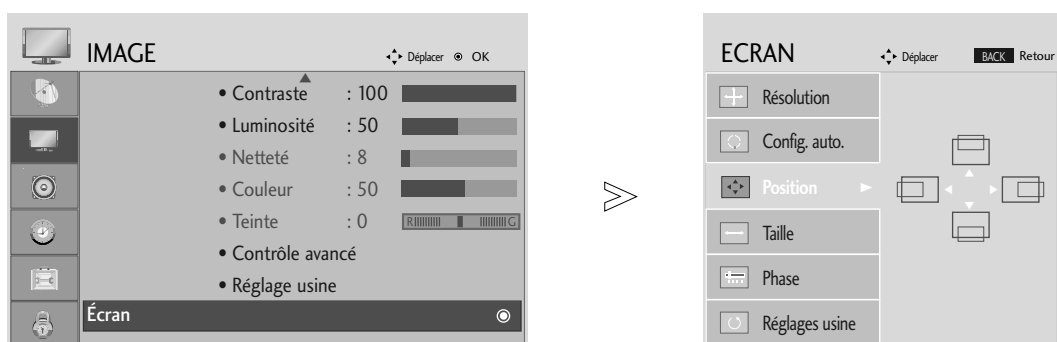 IMAGE
Déplacer OK
• Contraste : 100
• Luminosité : 50
• Netteté : 8
• Couleur : 50
• Teinte : 0 R G
• Contrôle avancé
• Réglage usine
Écran
ECRAN
Déplacer BACK Retour
Résolution
Config. auto.
Position
Taille
Phase
Réglages usine